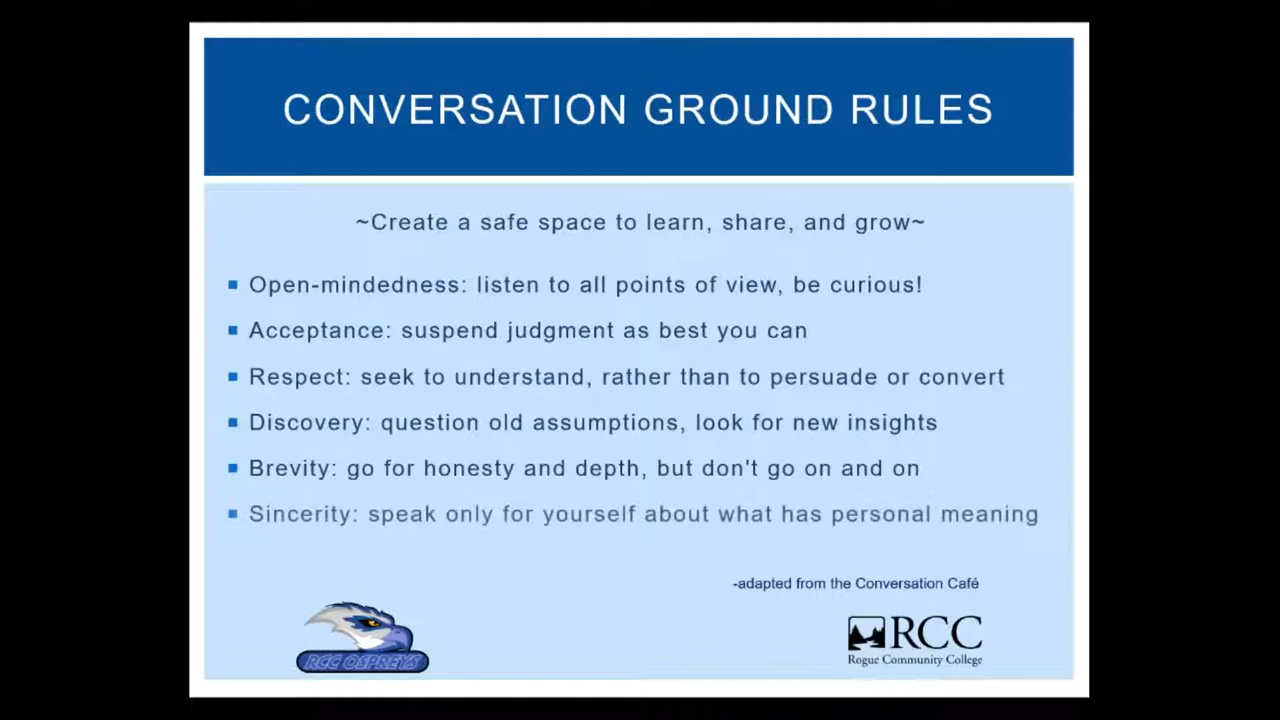 CONVERSATION GROUND RULES
~Create a safe space to learn, share, and grow~
Open-mindedness: listen to all points of view, be curious!
Acceptance: suspend judgment as best you can
Respect: seek to understand, rather than to persuade or convert
Discovery: question old assumptions, look for new insights
Brevity: go for honesty and depth, but don't go on and on
Sincerity: speak only for yourself about what has personal meaning
-adapted from the Conversation Café
RCC OSPREYS
RCC
Rogue Community College